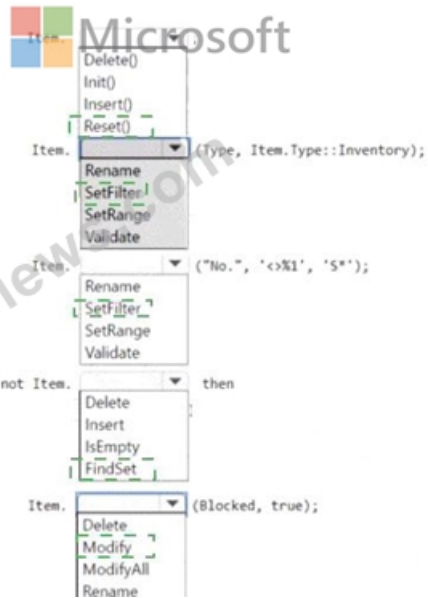 Item.
Microsoft
Delete()
Init()
Insert()
Reset()
Item. (Type, Item.Type::Inventory);
Rename
SetFilter
SetRange
Validate
Item. ("No.", '<>%1', 'S*');
Rename
SetFilter
SetRange
Validate
not Item. then
Delete
Insert
IsEmpty
FindSet
Item. (Blocked, true);
Delete
Modify
ModifyAll
Rename